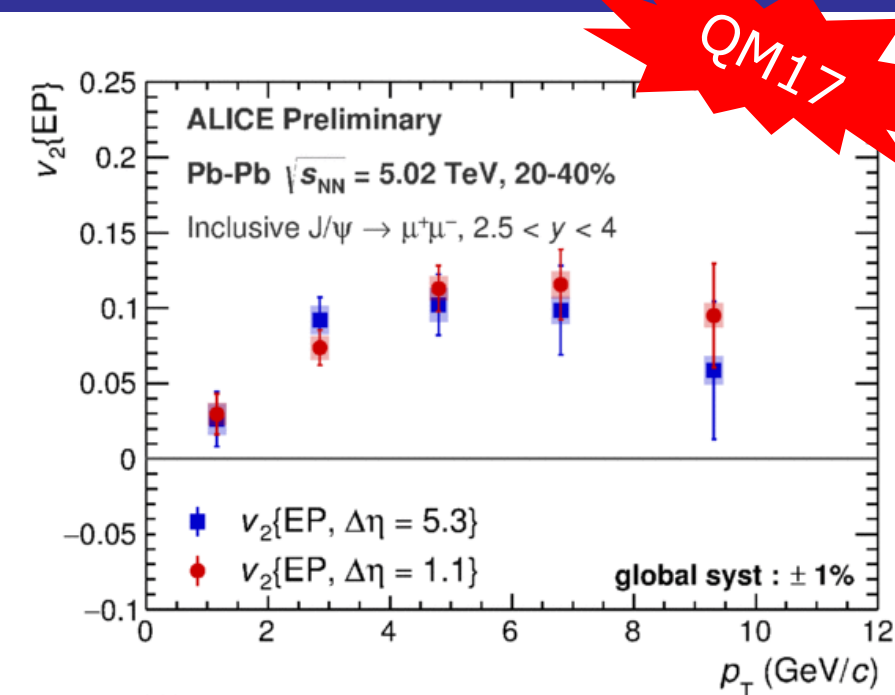 QM17
v₂{EP}
0.25
0.2
0.15
0.1
0.05
0
−0.05
−0.1
ALICE Preliminary
Pb-Pb √sNN = 5.02 TeV, 20-40%
Inclusive J/ψ → μ⁺μ⁻, 2.5 < y < 4
v₂{EP, Δη = 5.3}
v₂{EP, Δη = 1.1}
global syst : ± 1%
0 2 4 6 8 10 12
pT (GeV/c)